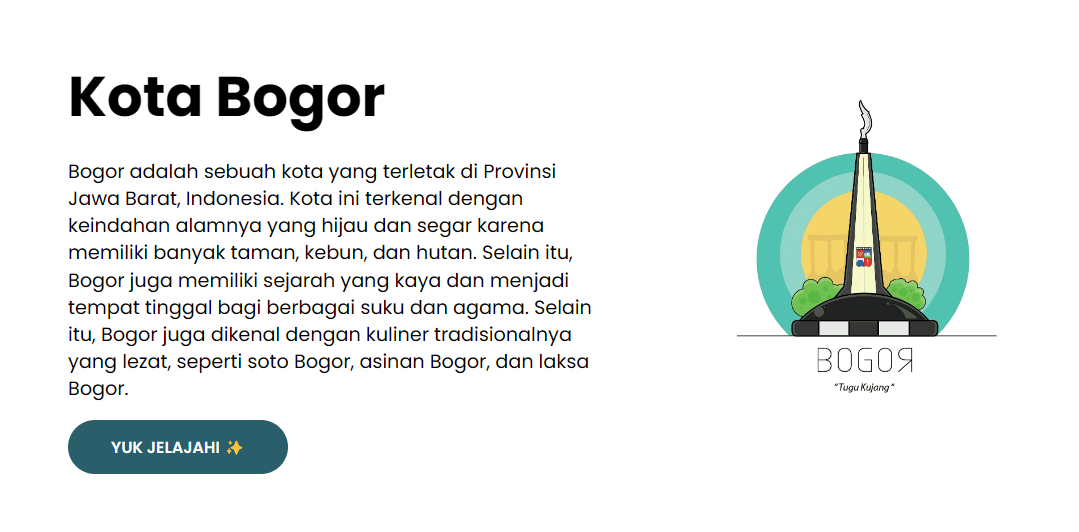 Kota Bogor
Bogor adalah sebuah kota yang terletak di Provinsi
Jawa Barat, Indonesia. Kota ini terkenal dengan
keindahan alamnya yang hijau dan segar karena
memiliki banyak taman, kebun, dan hutan. Selain itu,
Bogor juga memiliki sejarah yang kaya dan menjadi
tempat tinggal bagi berbagai suku dan agama. Selain
itu, Bogor juga dikenal dengan kuliner tradisionalnya
yang lezat, seperti soto Bogor, asinan Bogor, dan laksa
Bogor.
YUK JELAJAHI ✨
BOGOR
“Tugu Kujang”